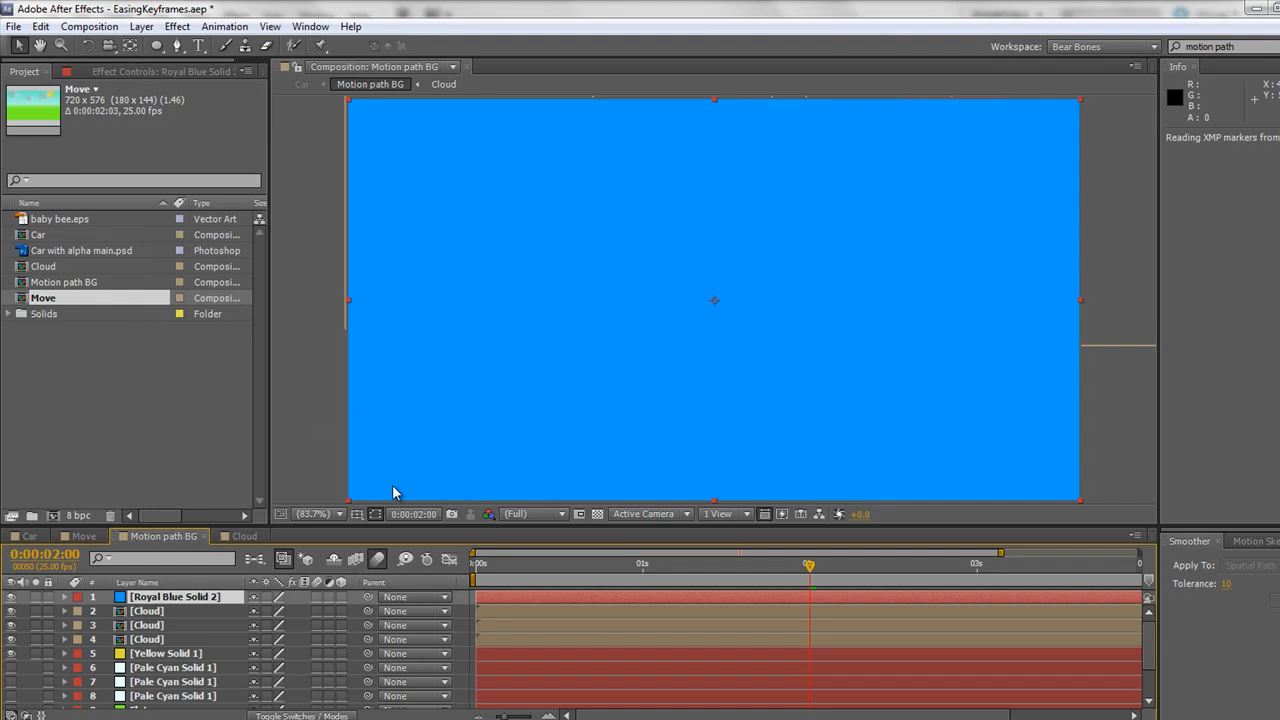 Adobe After Effects - EasingKeyframes.aep *
File Edit Composition Layer Effect Animation View Window Help
Workspace: Bear Bones motion path
Project Effect Controls: Royal Blue Solid Composition: Motion path BG Info
Car Motion path BG Cloud
Move
720 x 576 (180 x 144) (1.46)
Δ 0:00:02:03, 25.00 fps
R:
G:
B:
A: 0
X:
Y:
Reading XMP markers from
Name Type Size
baby bee.eps Vector Art
Car Composi...
Car with alpha main.psd Photoshop
Cloud Composi...
Motion path BG Composi...
Move Composi...
Solids Folder
8 bpc
(83.7%) 0:00:02:00 (Full) Active Camera 1 View +0.0
Car Move Motion path BG Cloud
0:00:02:00
00050 (25.00 fps)
:00s 01s 03s
Smoother Motion Ske
Apply To: Spatial Path
Tolerance: 10
# Layer Name Parent
1 [Royal Blue Solid 2] None
2 [Cloud] None
3 [Cloud] None
4 [Cloud] None
5 [Yellow Solid 1] None
6 [Pale Cyan Solid 1] None
7 [Pale Cyan Solid 1] None
8 [Pale Cyan Solid 1] None
Toggle Switches / Modes